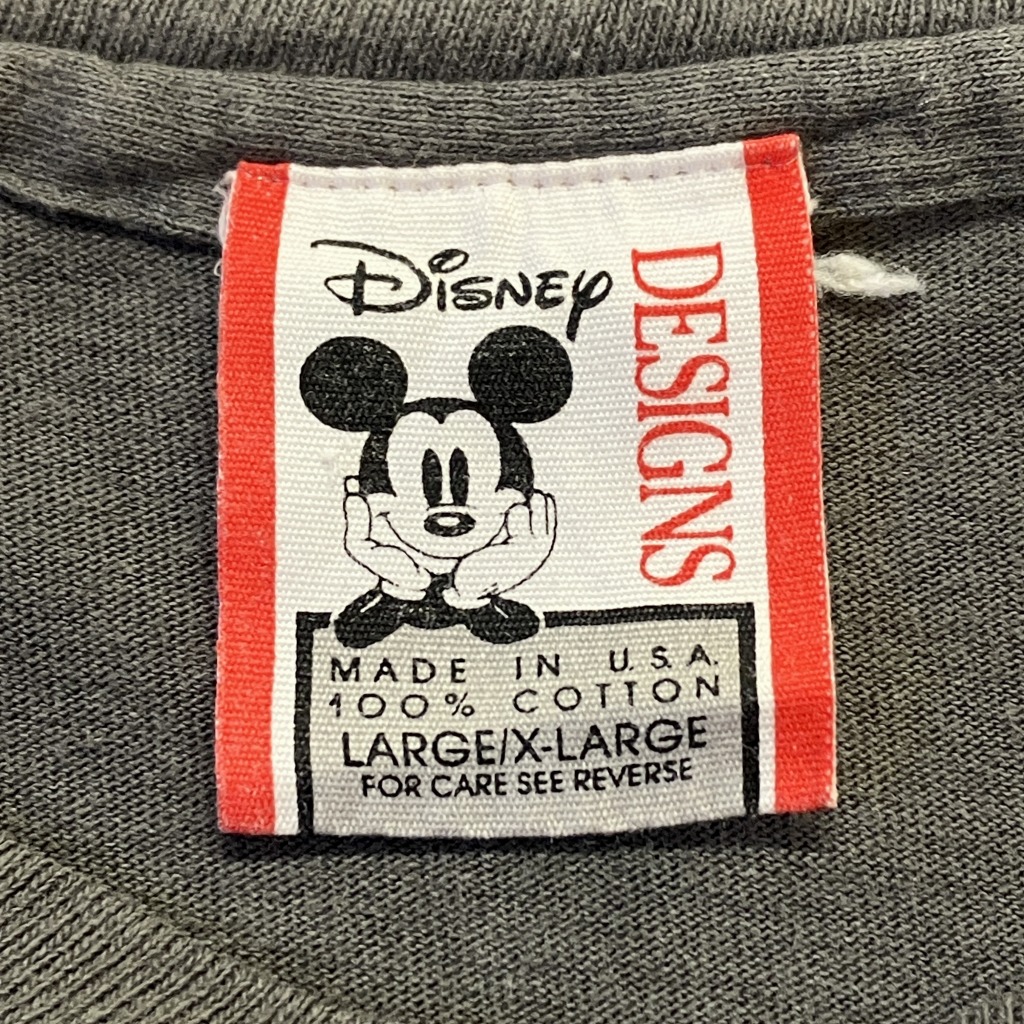 DISNEY
DESIGNS
MADE IN U.S.A.
100% COTTON
LARGE/X-LARGE
FOR CARE SEE REVERSE